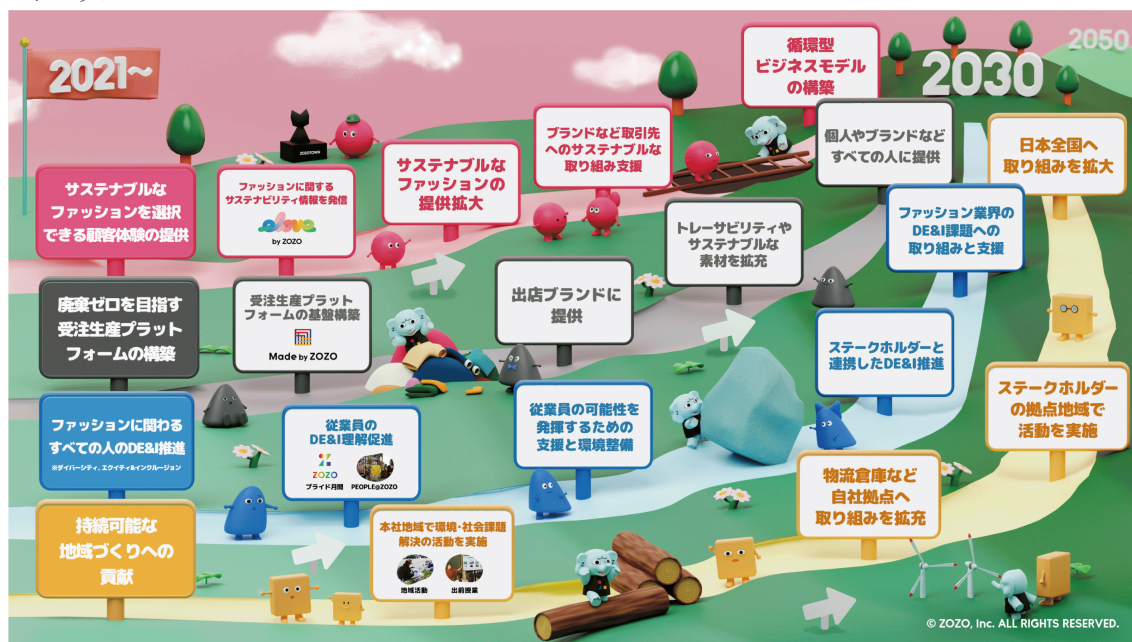 2021～
2030
2050
ZOZOTOWN
サステナブルな
ファッションを選択
できる顧客体験の提供
ファッションに関する
サステナビリティ情報を発信
elove
by ZOZO
サステナブルな
ファッションの
提供拡大
ブランドなど取引先
へのサステナブルな
取り組み支援
循環型
ビジネスモデル
の構築
廃棄ゼロを目指す
受注生産プラット
フォームの構築
受注生産プラット
フォームの基盤構築
Made by ZOZO
出店ブランドに
提供
トレーサビリティや
サステナブルな
素材を拡充
個人やブランドなど
すべての人に提供
ファッションに関わる
すべての人のDE&I推進
※ダイバーシティ、エクイティ&インクルージョン
従業員の
DE&I理解促進
ZOZO
プライド月間
PEOPLE@ZOZO
従業員の可能性を
発揮するための
支援と環境整備
ステークホルダーと
連携したDE&I推進
ファッション業界の
DE&I課題への
取り組みと支援
持続可能な
地域づくりへの
貢献
本社地域で環境・社会課題
解決の活動を実施
地域活動
出前授業
物流倉庫など
自社拠点へ
取り組みを拡充
ステークホルダー
の拠点地域で
活動を実施
日本全国へ
取り組みを拡大
© ZOZO, Inc. ALL RIGHTS RESERVED.